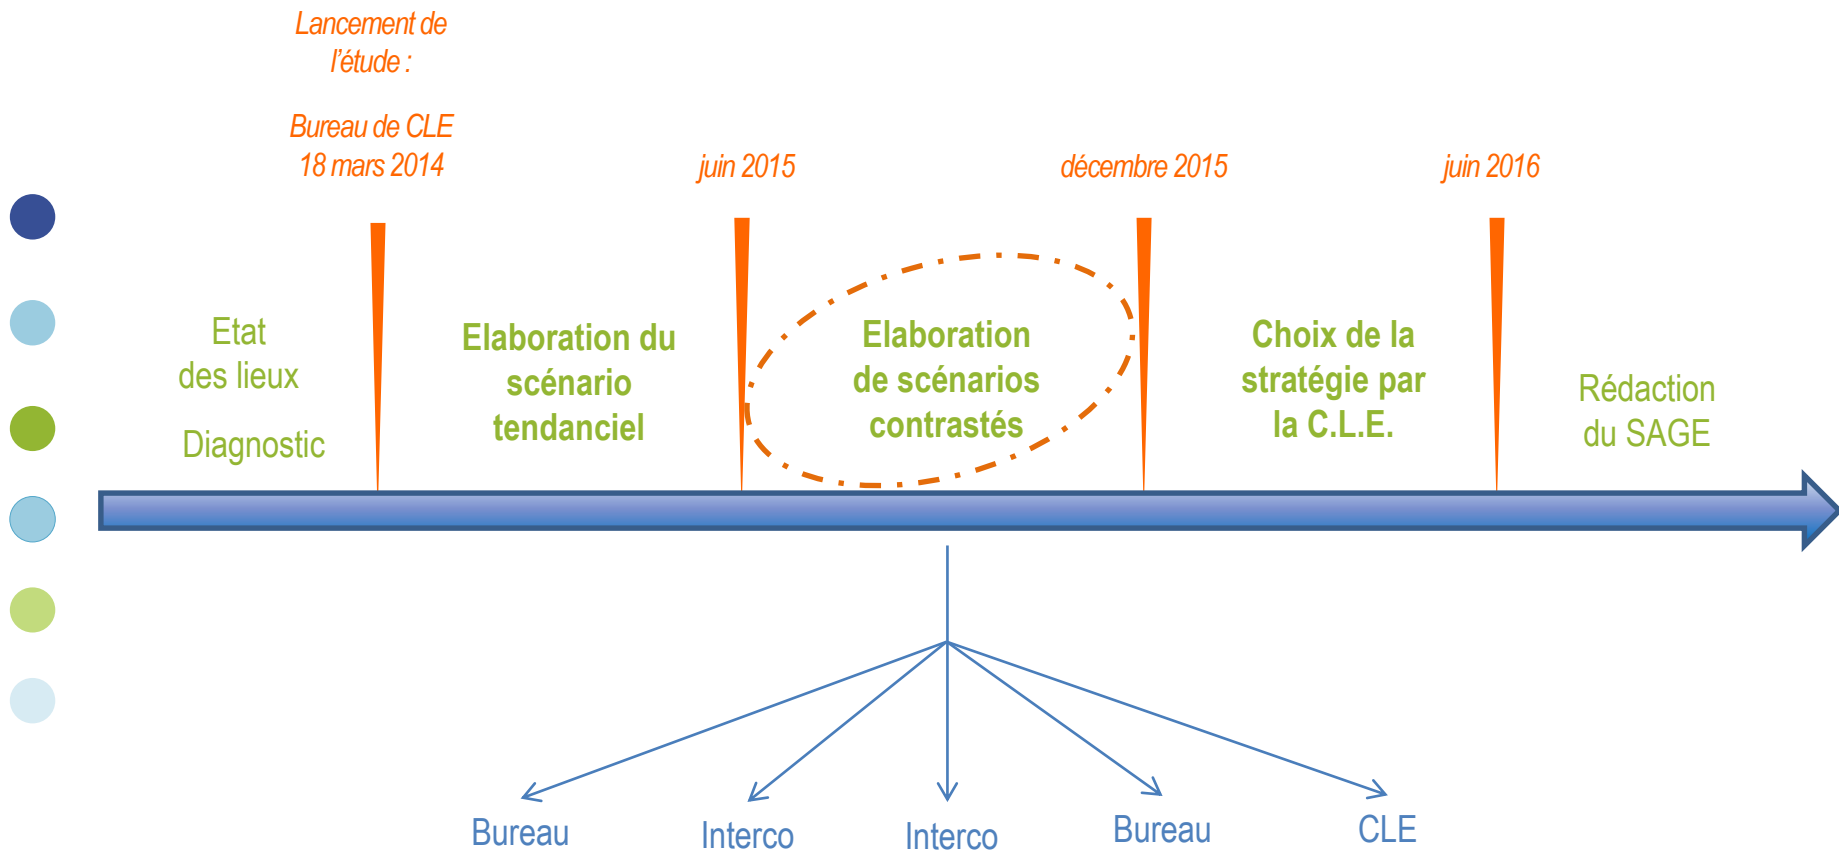 Lancement de
l'étude :
Bureau de CLE
18 mars 2014
juin 2015
décembre 2015
juin 2016
Etat
des lieux
Diagnostic
Elaboration du
scénario
tendanciel
Elaboration
de scénarios
contrastés
Choix de la
stratégie par
la C.L.E.
Rédaction
du SAGE
Bureau
Interco
Interco
Bureau
CLE